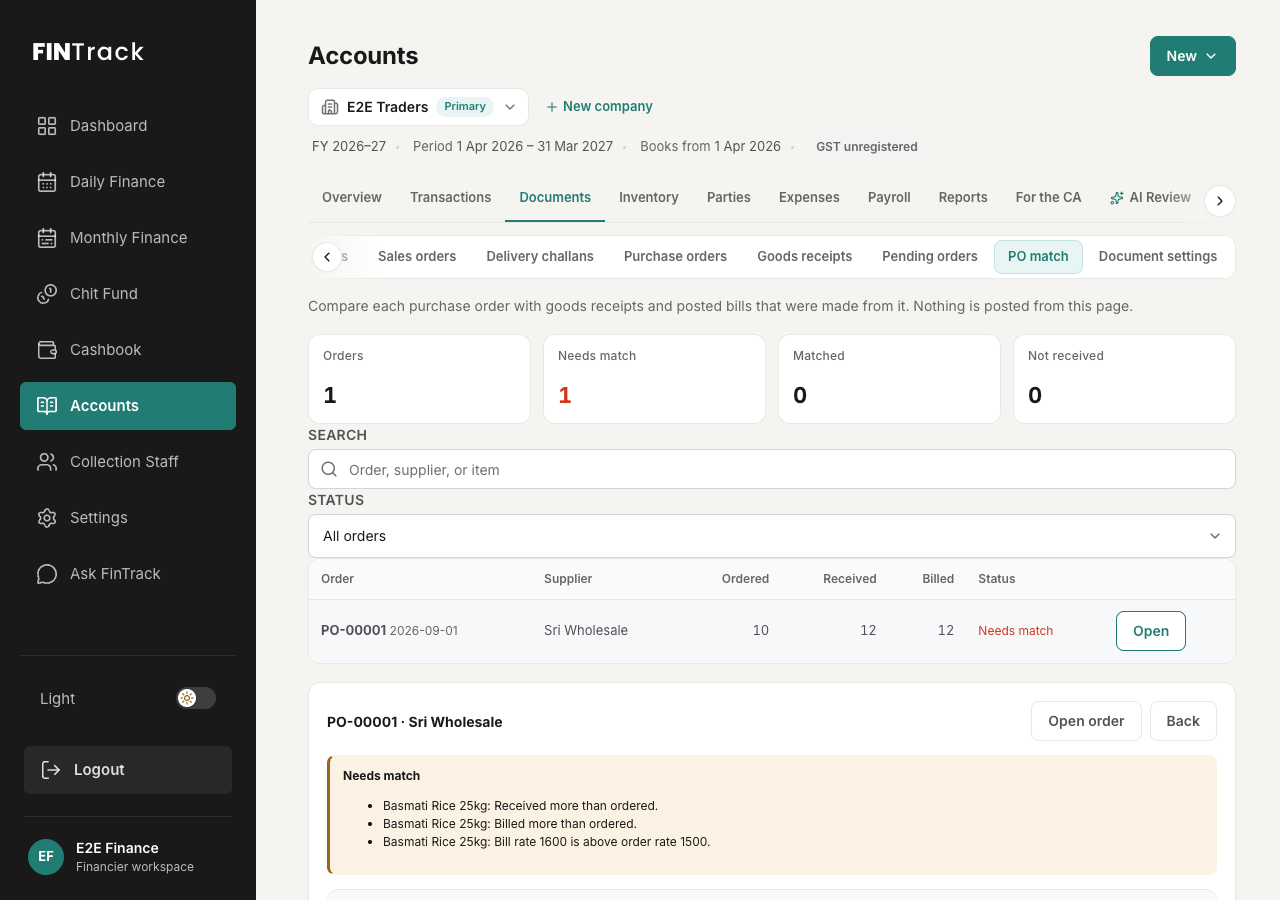 FINTrack
Dashboard
Daily Finance
Monthly Finance
Chit Fund
Cashbook
Accounts
Collection Staff
Settings
Ask FinTrack
Light
Logout
EF
E2E Finance
Financier workspace
Accounts
New
E2E Traders Primary
+ New company
FY 2026–27 • Period 1 Apr 2026 – 31 Mar 2027 • Books from 1 Apr 2026 • GST unregistered
Overview Transactions Documents Inventory Parties Expenses Payroll Reports For the CA AI Review
s Sales orders Delivery challans Purchase orders Goods receipts Pending orders PO match Document settings
Compare each purchase order with goods receipts and posted bills that were made from it. Nothing is posted from this page.
Orders
1
Needs match
1
Matched
0
Not received
0
SEARCH
Order, supplier, or item
STATUS
All orders
Order Supplier Ordered Received Billed Status
PO-00001 2026-09-01 Sri Wholesale 10 12 12 Needs match Open
PO-00001 · Sri Wholesale Open order Back
Needs match
• Basmati Rice 25kg: Received more than ordered.
• Basmati Rice 25kg: Billed more than ordered.
• Basmati Rice 25kg: Bill rate 1600 is above order rate 1500.